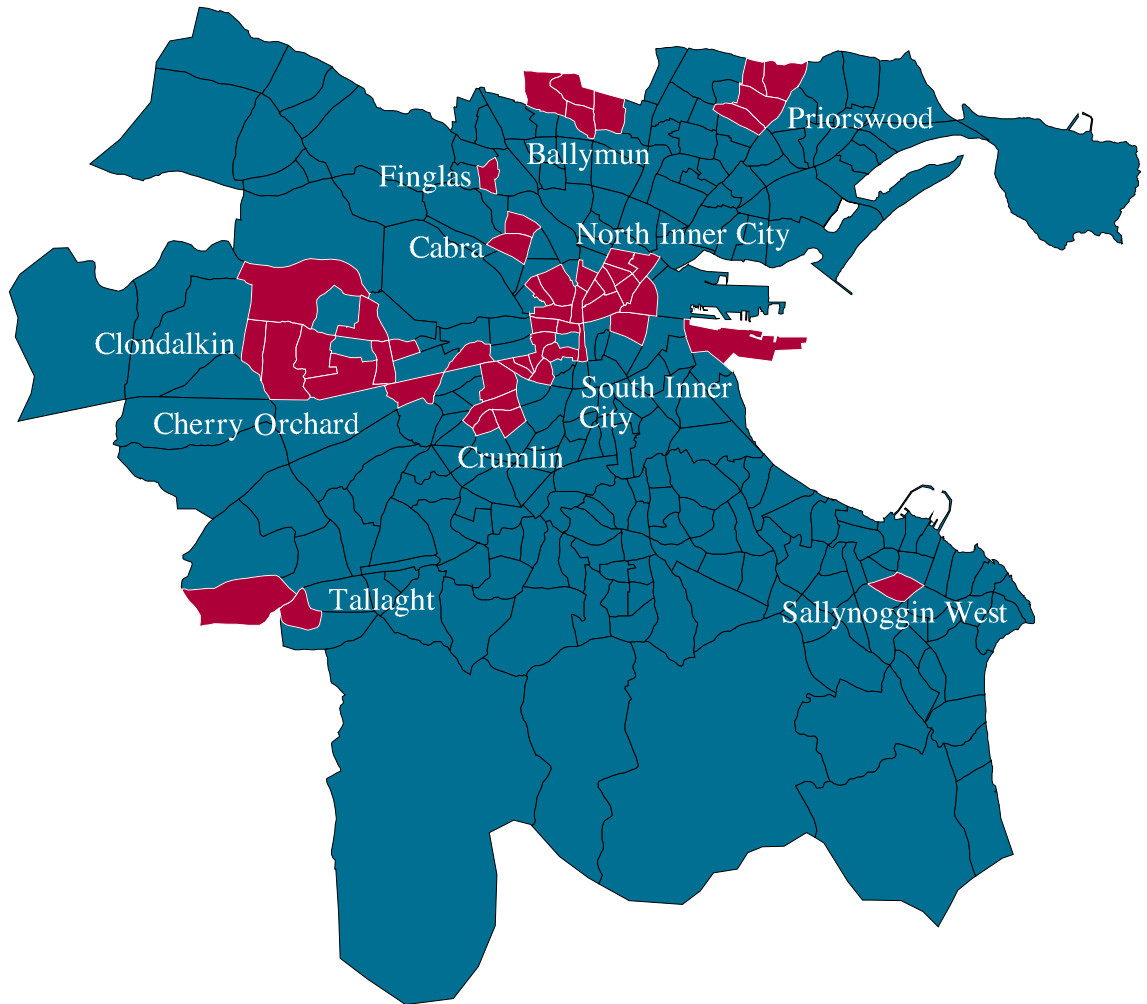 Priorswood
Ballymun
Finglas
North Inner City
Cabra
Clondalkin
South Inner
City
Cherry Orchard
Crumlin
Tallaght
Sallynoggin West